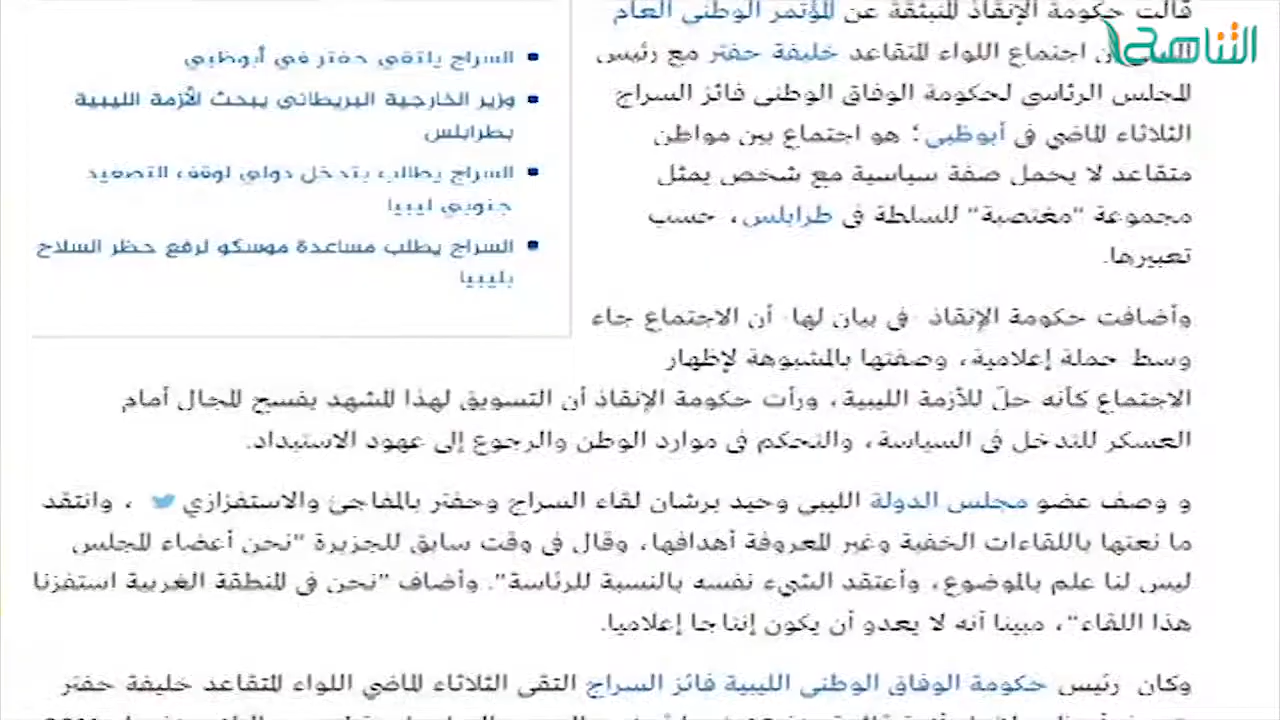 التناصح
قالت حكومة الإنقاذ المنبثقة عن المؤتمر الوطني العام
أن اجتماع اللواء المتقاعد خليفة حفتر مع رئيس
المجلس الرئاسي لحكومة الوفاق الوطني فائز السراج
الثلاثاء الماضي في أبوظبي؛ هو اجتماع بين مواطن
متقاعد لا يحمل صفة سياسية مع شخص يمثل
مجموعة "مغتصبة" للسلطة في طرابلس، حسب
تعبيرها.
السراج يلتقي حفتر في أبوظبي
وزير الخارجية البريطاني يبحث الأزمة الليبية
بطرابلس
السراج يطالب بتدخل دولي لوقف التصعيد
جنوبي ليبيا
السراج يطلب مساعدة موسكو لرفع حظر السلاح
بليبيا
وأضافت حكومة الإنقاذ في بيان لها أن الاجتماع جاء
وسط حملة إعلامية، وصفتها بالمشبوهة لإظهار
الاجتماع كأنه حلّ للأزمة الليبية، ورأت حكومة الإنقاذ أن التسويق لهذا المشهد يفسح المجال أمام
العسكر للتدخل في السياسة، والتحكم في موارد الوطن والرجوع إلى عهود الاستبداد.
و وصف عضو مجلس الدولة الليبي وحيد برشان لقاء السراج وحفتر بالمفاجئ والاستفزازي ، وانتقد
ما نعتها باللقاءات الخفية وغير المعروفة أهدافها، وقال في وقت سابق للجزيرة "نحن أعضاء المجلس
ليس لنا علم بالموضوع، وأعتقد الشيء نفسه بالنسبة للرئاسة". وأضاف "نحن في المنطقة الغربية استفزنا
هذا اللقاء"، مبينا أنه لا يعدو أن يكون إنتاجا إعلاميا.
وكان رئيس حكومة الوفاق الوطني الليبية فائز السراج التقى الثلاثاء الماضي اللواء المتقاعد خليفة حفتر